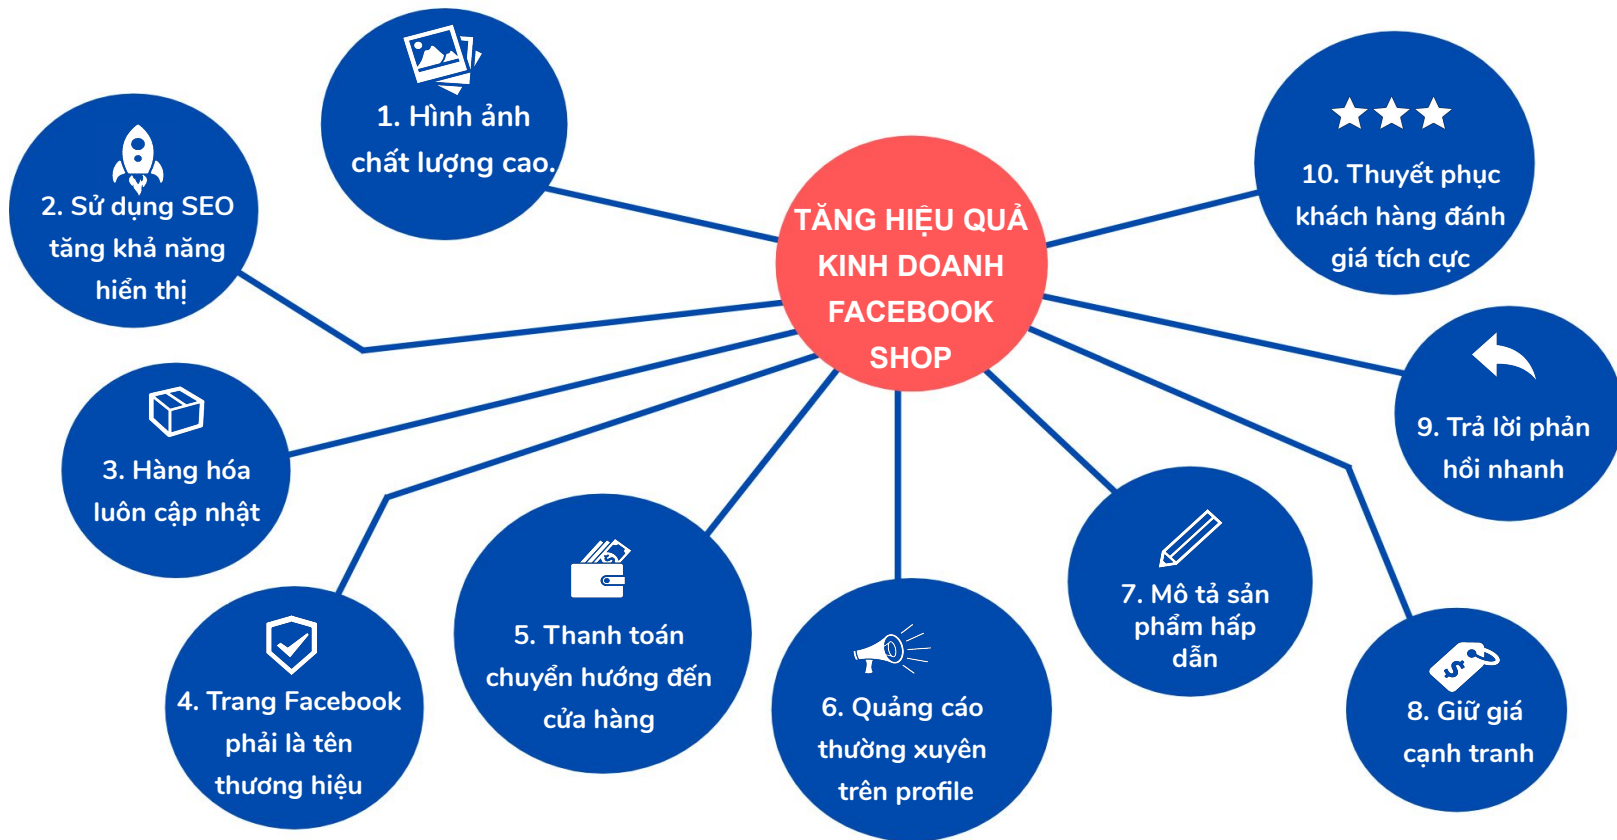 TĂNG HIỆU QUẢ
KINH DOANH
FACEBOOK
SHOP
1. Hình ảnh
chất lượng cao.
2. Sử dụng SEO
tăng khả năng
hiển thị
3. Hàng hóa
luôn cập nhật
4. Trang Facebook
phải là tên
thương hiệu
5. Thanh toán
chuyển hướng đến
cửa hàng
6. Quảng cáo
thường xuyên
trên profile
7. Mô tả sản
phẩm hấp
dẫn
8. Giữ giá
cạnh tranh
9. Trả lời phản
hồi nhanh
10. Thuyết phục
khách hàng đánh
giá tích cực